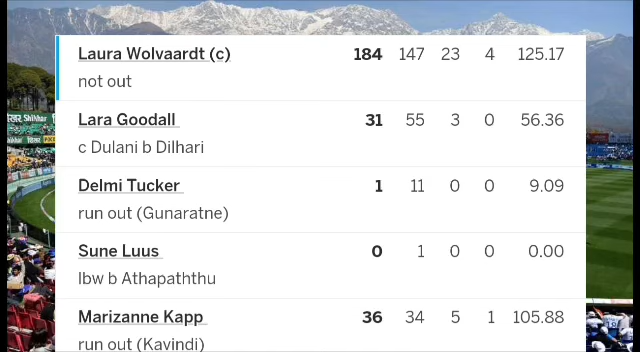 Laura Wolvaardt (c) 184 147 23 4 125.17
not out
Lara Goodall 31 55 3 0 56.36
c Dulani b Dilhari
Delmi Tucker 1 11 0 0 9.09
run out (Gunaratne)
Sune Luus 0 1 0 0 0.00
lbw b Athapaththu
Marizanne Kapp 36 34 5 1 105.88
run out (Kavindi)